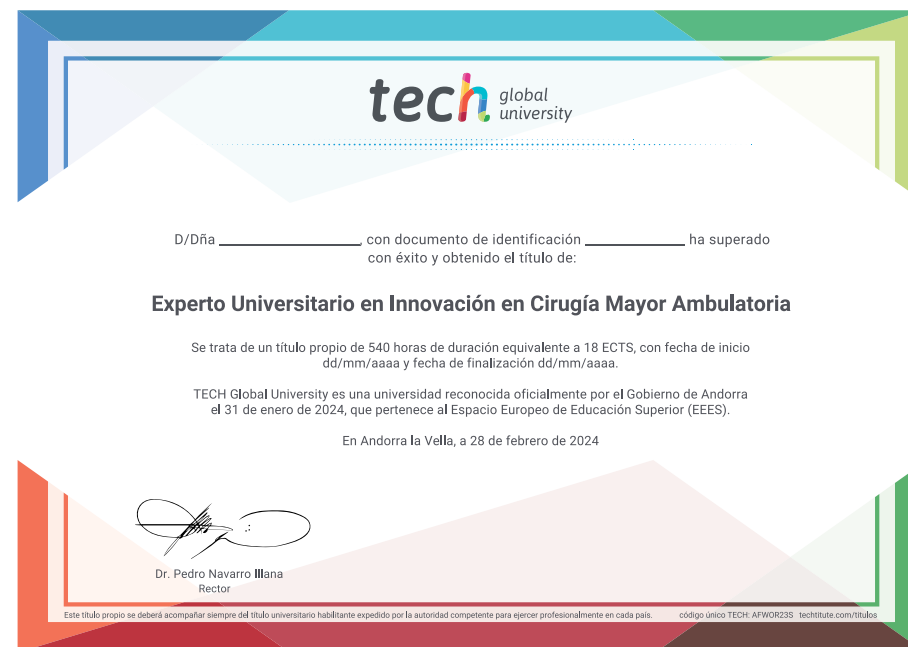 tech global university
D/Dña ______________, con documento de identificación __________ ha superado
con éxito y obtenido el título de:
Experto Universitario en Innovación en Cirugía Mayor Ambulatoria
Se trata de un título propio de 540 horas de duración equivalente a 18 ECTS, con fecha de inicio
dd/mm/aaaa y fecha de finalización dd/mm/aaaa.
TECH Global University es una universidad reconocida oficialmente por el Gobierno de Andorra
el 31 de enero de 2024, que pertenece al Espacio Europeo de Educación Superior (EEES).
En Andorra la Vella, a 28 de febrero de 2024
Dr. Pedro Navarro Illana
Rector
Este título propio se deberá acompañar siempre del título universitario habilitante expedido por la autoridad competente para ejercer profesionalmente en cada país. código único TECH: AFWOR23S techtitute.com/titulos